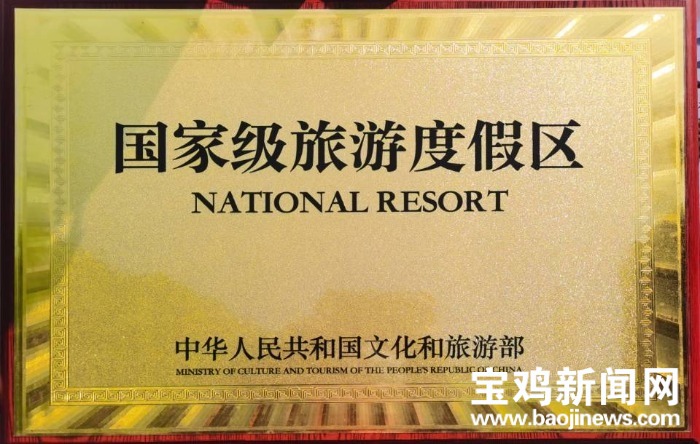 国家级旅游度假区
NATIONAL RESORT
中华人民共和国文化和旅游部
MINISTRY OF CULTURE AND TOURISM OF THE PEOPLE'S REPUBLIC OF CHINA
宝鸡新闻网
www.baojinews.com